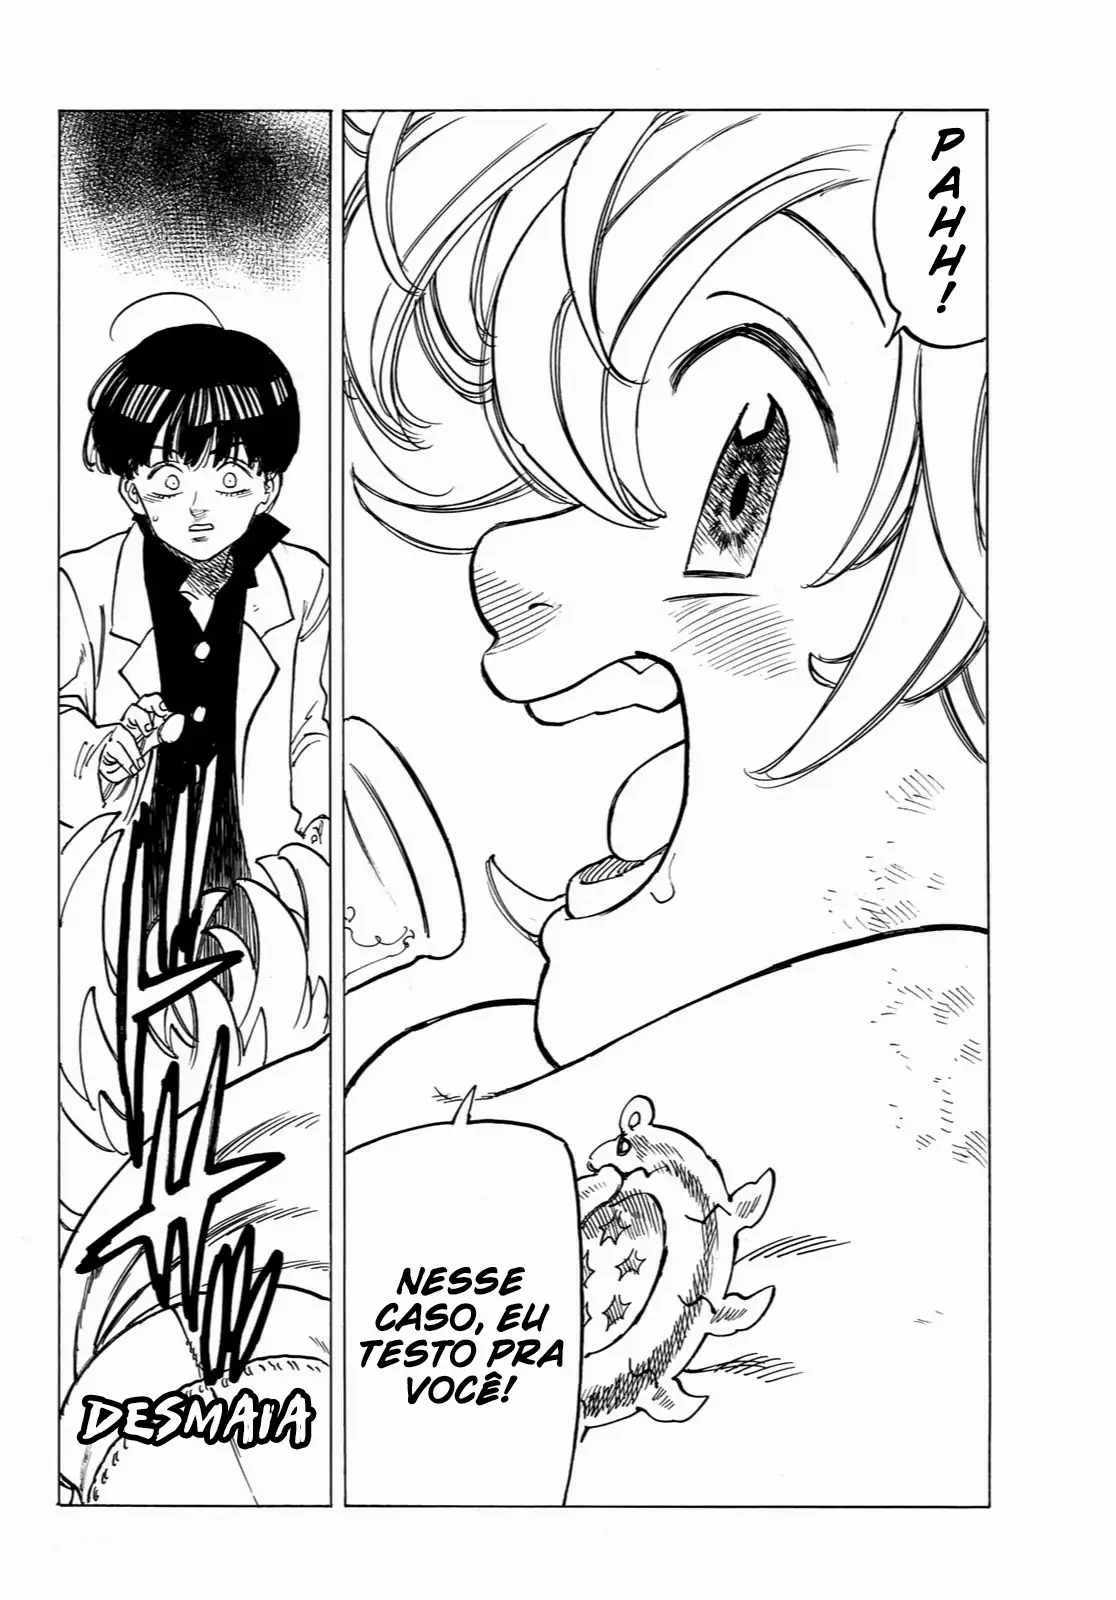 PAHH!
NESSE
CASO, EU
TESTO PRA
VOCÊ!
DESMAIA